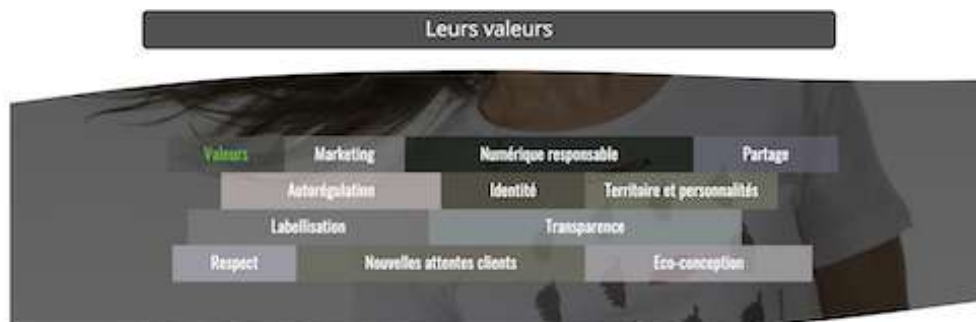 Leurs valeurs
Valeurs Marketing Numérique responsable Partage
Autorégulation Identité Territoire et personnalités
Labellisation Transparence
Respect Nouvelles attentes clients Eco-conception